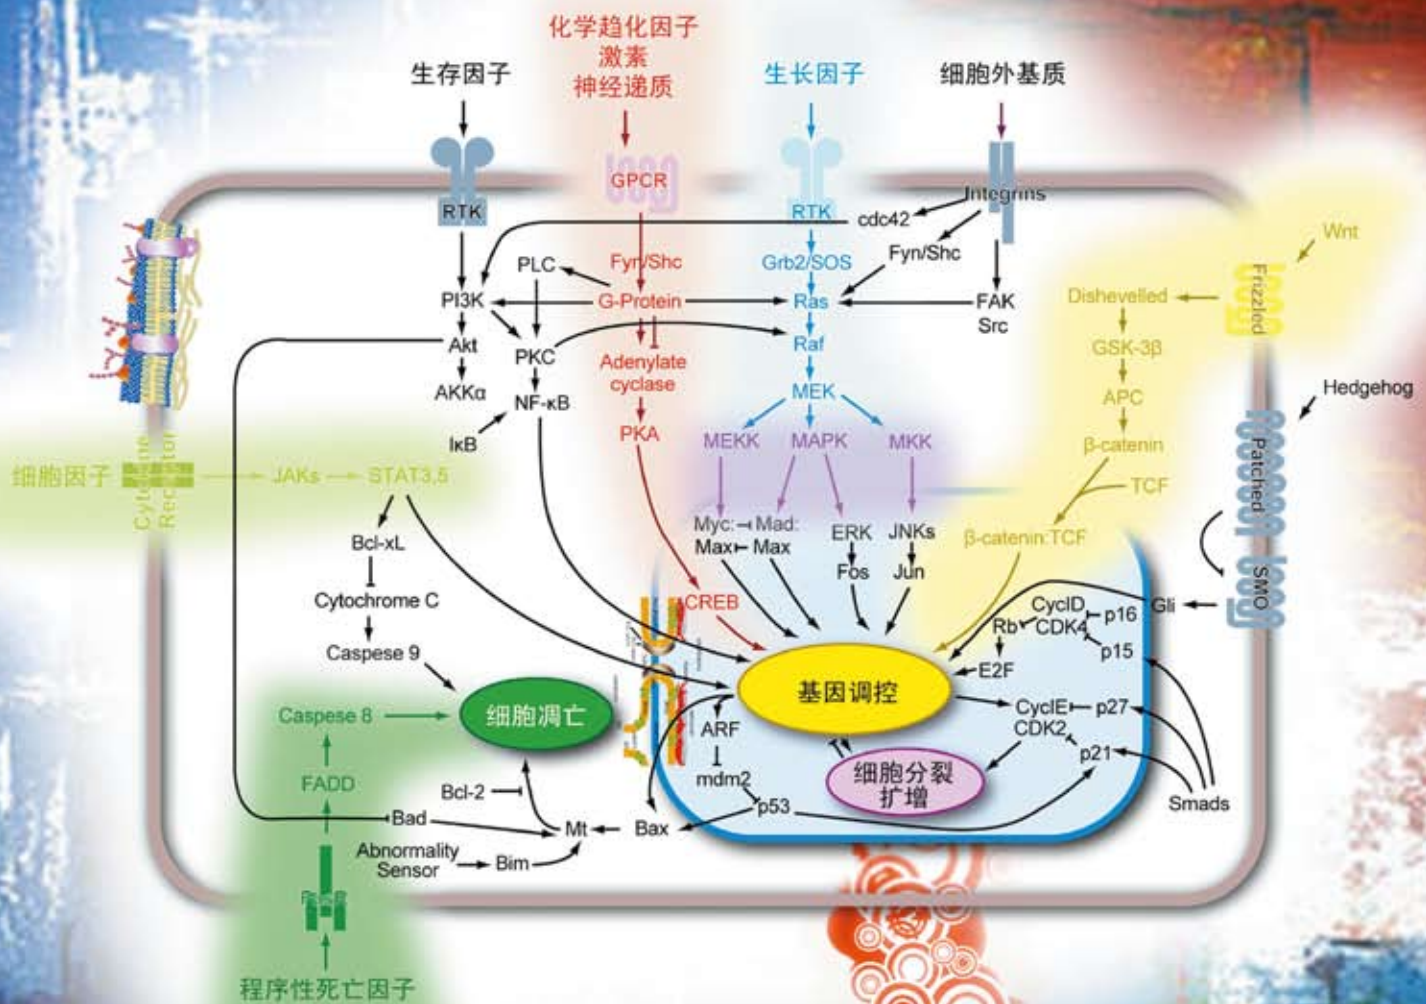 化学趋化因子
激素
神经递质
生存因子
生长因子
细胞外基质
GPCR
Integrins
RTK
RTK
cdc42
Wnt
Fyn/Shc
PLC
Fyn/Shc
Grb2/SOS
Frizzled
PI3K
G-Protein
Ras
FAK
Src
Dishevelled
Akt
PKC
Raf
GSK-3β
Adenylate
cyclase
AKKα
NF-κB
MEK
APC
Hedgehog
IκB
PKA
MEKK
MAPK
MKK
β-catenin
Patched
细胞因子
Cytokine
Receptor
JAKs
STAT3,5
TCF
Myc:
Mad:
Max
Max
ERK
JNKs
β-catenin:TCF
Bcl-xL
Fos
Jun
SMO
Cytochrome C
CREB
CyclD
CDK4
p16
Gli
Rb
p15
Caspese 9
E2F
基因调控
Caspese 8
细胞凋亡
ARF
CyclE
CDK2
p27
p21
FADD
mdm2
细胞分裂
扩增
Bcl-2
p53
Smads
Bad
Mt
Bax
Abnormality
Sensor
Bim
程序性死亡因子